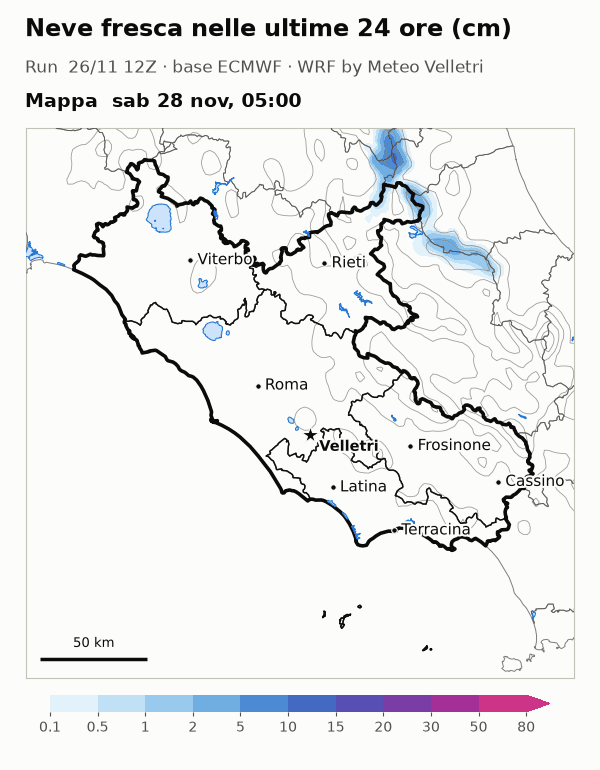 Neve fresca nelle ultime 24 ore (cm)
Run  26/11 12Z · base ECMWF · WRF by Meteo Velletri
Mappa  sab 28 nov, 05:00
Viterbo
Rieti
Roma
Velletri
Frosinone
Latina
Cassino
Terracina
50 km
0.1 0.5 1 2 5 10 15 20 30 50 80